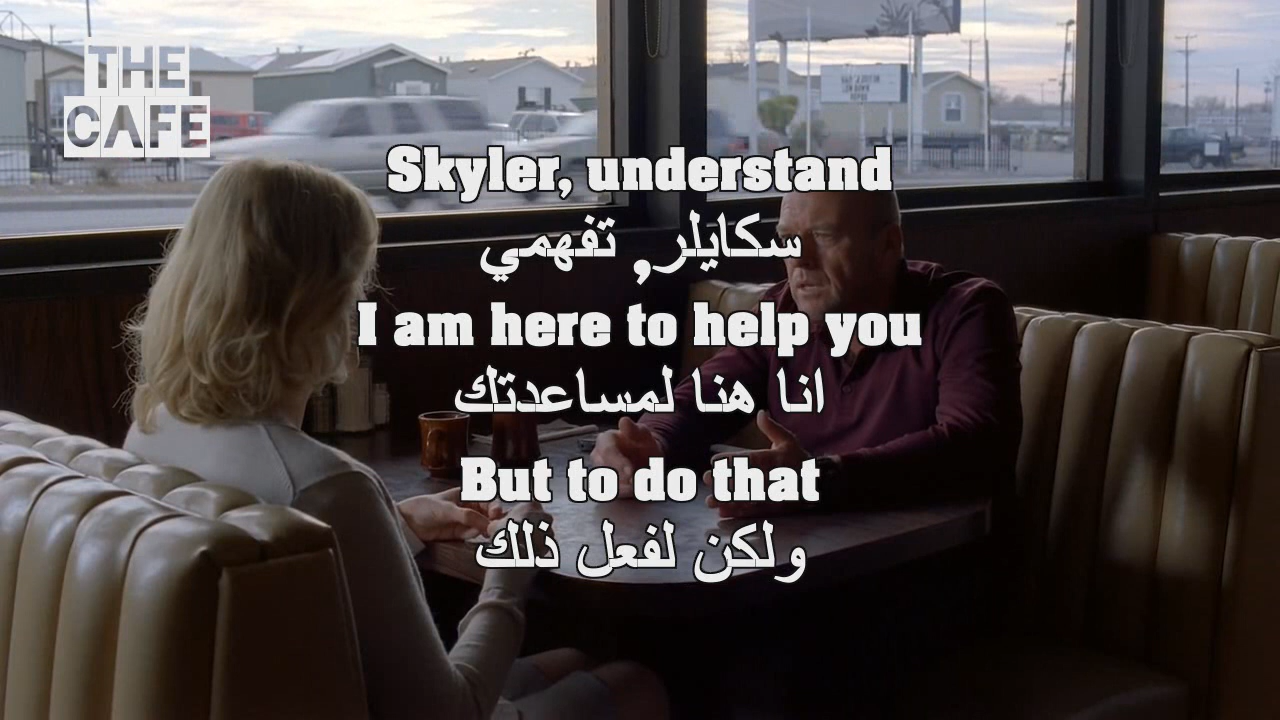 THE
CAFE
Skyler, understand
سكايلر, تفهمي
I am here to help you
انا هنا لمساعدتك
But to do that
ولكن لفعل ذلك